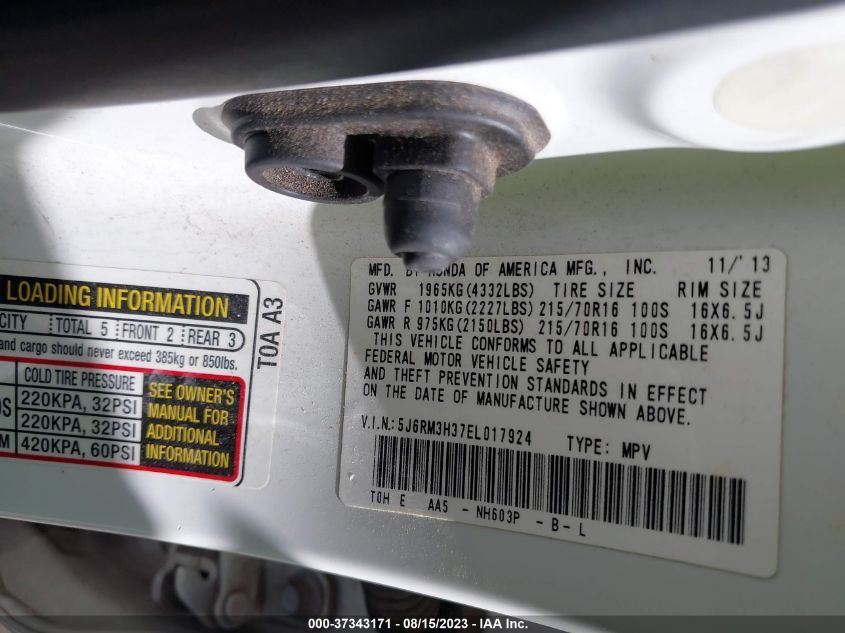 LOADING INFORMATION
CITY TOTAL 5 FRONT 2 REAR 3
and cargo should never exceed 385kg or 850lbs.
COLD TIRE PRESSURE
220KPA, 32PSI
220KPA, 32PSI
420KPA, 60PSI
SEE OWNER'S
MANUAL FOR
ADDITIONAL
INFORMATION
T0A A3
MFD. BY HONDA OF AMERICA MFG., INC. 11/'13
GVWR 1965KG(4332LBS) TIRE SIZE RIM SIZE
GAWR F 1010KG(2227LBS) 215/70R16 100S 16X6.5J
GAWR R 975KG(2150LBS) 215/70R16 100S 16X6.5J
THIS VEHICLE CONFORMS TO ALL APPLICABLE
FEDERAL MOTOR VEHICLE SAFETY
AND THEFT PREVENTION STANDARDS IN EFFECT
ON THE DATE OF MANUFACTURE SHOWN ABOVE.
V.I.N.:5J6RM3H37EL017924 TYPE: MPV
T0H E AA5 - NH603P - B - L
000-37343171 - 08/15/2023 - IAA Inc.